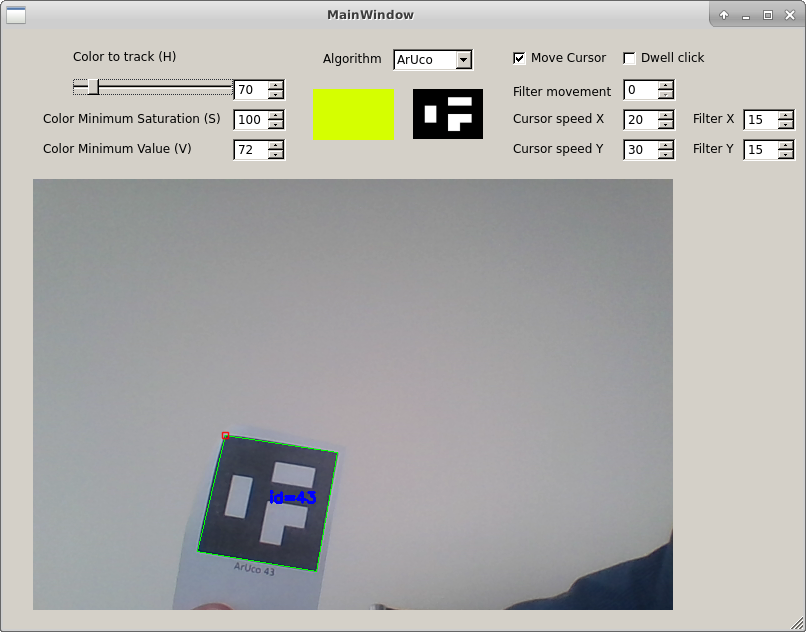 MainWindow
Color to track (H)
Algorithm
ArUco
Move Cursor
Dwell click
70
Filter movement
0
Color Minimum Saturation (S)
100
Cursor speed X
20
Filter X
15
Color Minimum Value (V)
72
Cursor speed Y
30
Filter Y
15
id=43
ArUco 43